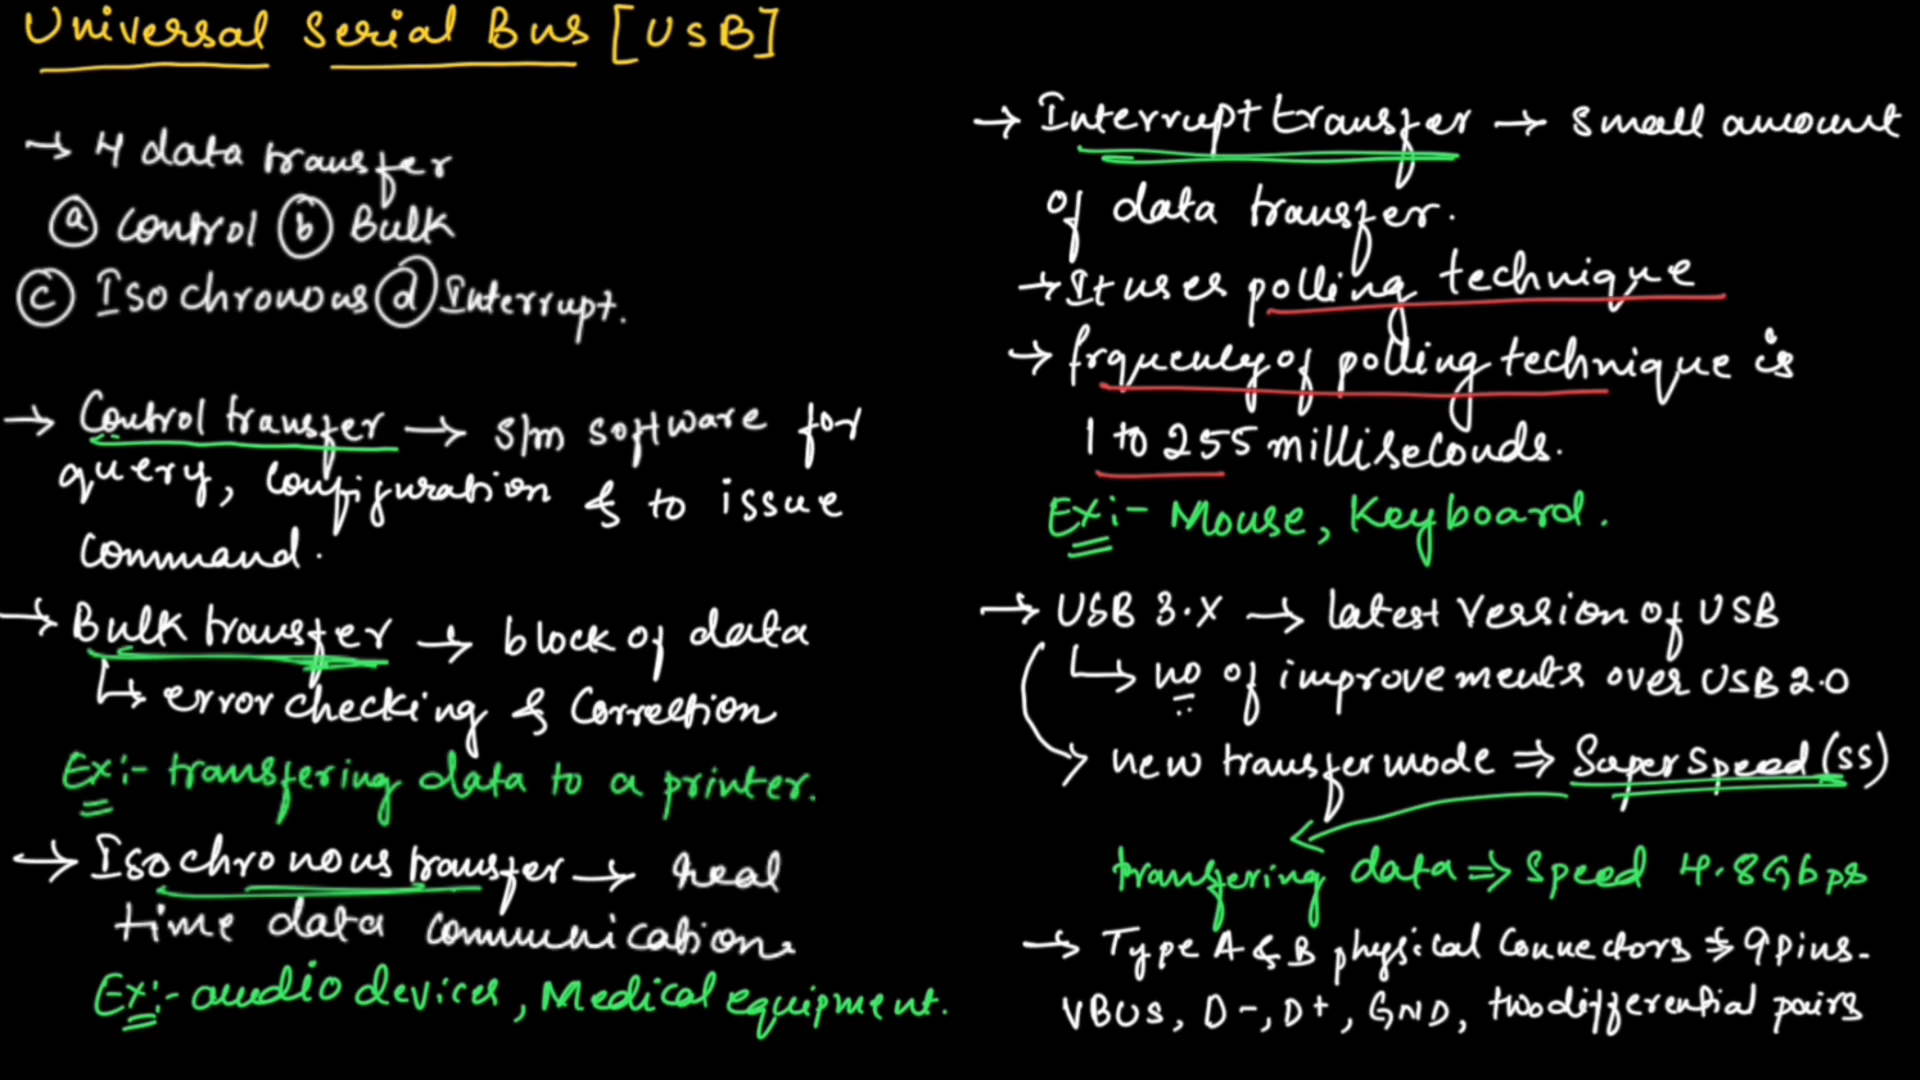 Universal Serial Bus [USB]
→ 4 data transfer
ⓐ Control ⓑ Bulk
ⓒ Isochronous ⓓ Interrupt.
→ Control transfer → s/m software for
query, configuration & to issue
command.
→ Bulk transfer → block of data
↳ error checking & Correction
Ex:- transfering data to a printer.
→ Isochronous transfer → real
time data communication.
Ex:- audio devices, Medical equipment.
→ Interrupt transfer → small amount
of data transfer.
→ It uses polling technique
→ frquency of polling technique is
1 to 255 milliseconds.
Ex:- Mouse, Keyboard.
→ USB 3.X → latest Version of USB
↳ no of improvements over USB 2.0
→ new transfer mode ⇒ Super Speed (SS)
transfering data ⇒ Speed 4.8Gbps
→ Type A & B physical Connectors ⇒ 9 pins.
VBUS, D-, D+, GND, two differential pairs